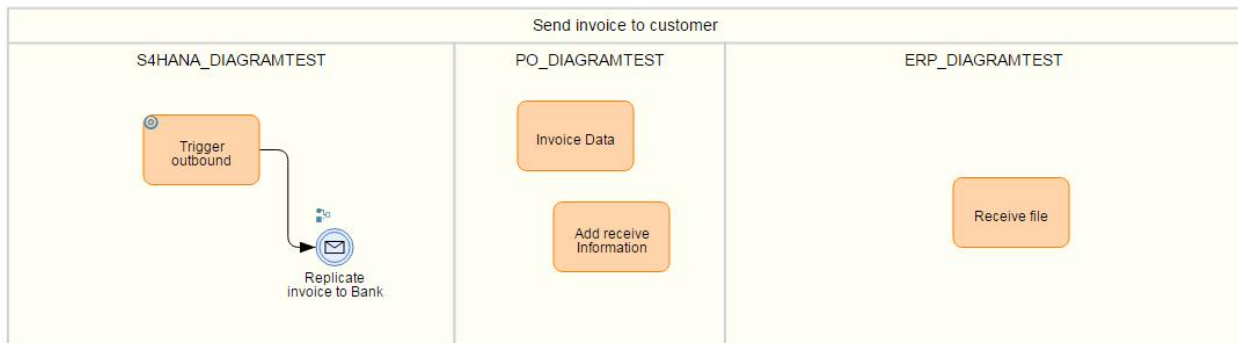 Send invoice to customer
S4HANA_DIAGRAMTEST
PO_DIAGRAMTEST
ERP_DIAGRAMTEST
Trigger
outbound
Replicate
invoice to Bank
Invoice Data
Add receive
Information
Receive file